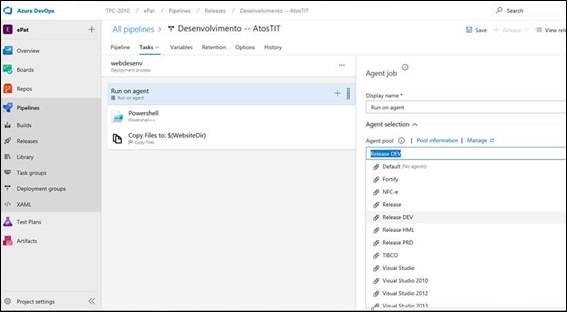 Azure DevOps
TPC-2010 / ePat / Pipelines / Releases / Desenvolvimento -- AtosTIT
Search
ePat
All pipelines > Desenvolvimento -- AtosTIT
Save
Release
View rele
Overview
Boards
Repos
Pipelines
Builds
Releases
Library
Task groups
Deployment groups
XAML
Test Plans
Artifacts
Project settings
Pipeline Tasks Variables Retention Options History
webdesenv
Deployment process
Run on agent
Run on agent
Powershell
Powershell++
Copy Files to: $(WebsiteDir)
Copy Files
Agent job
Display name *
Run on agent
Agent selection
Agent pool | Pool information | Manage
Release DEV
Default (No agents)
Fortify
NFC-e
Release
Release DEV
Release HML
Release PRD
TIBCO
Visual Studio
Visual Studio 2010
Visual Studio 2012
Visual Studio 2013